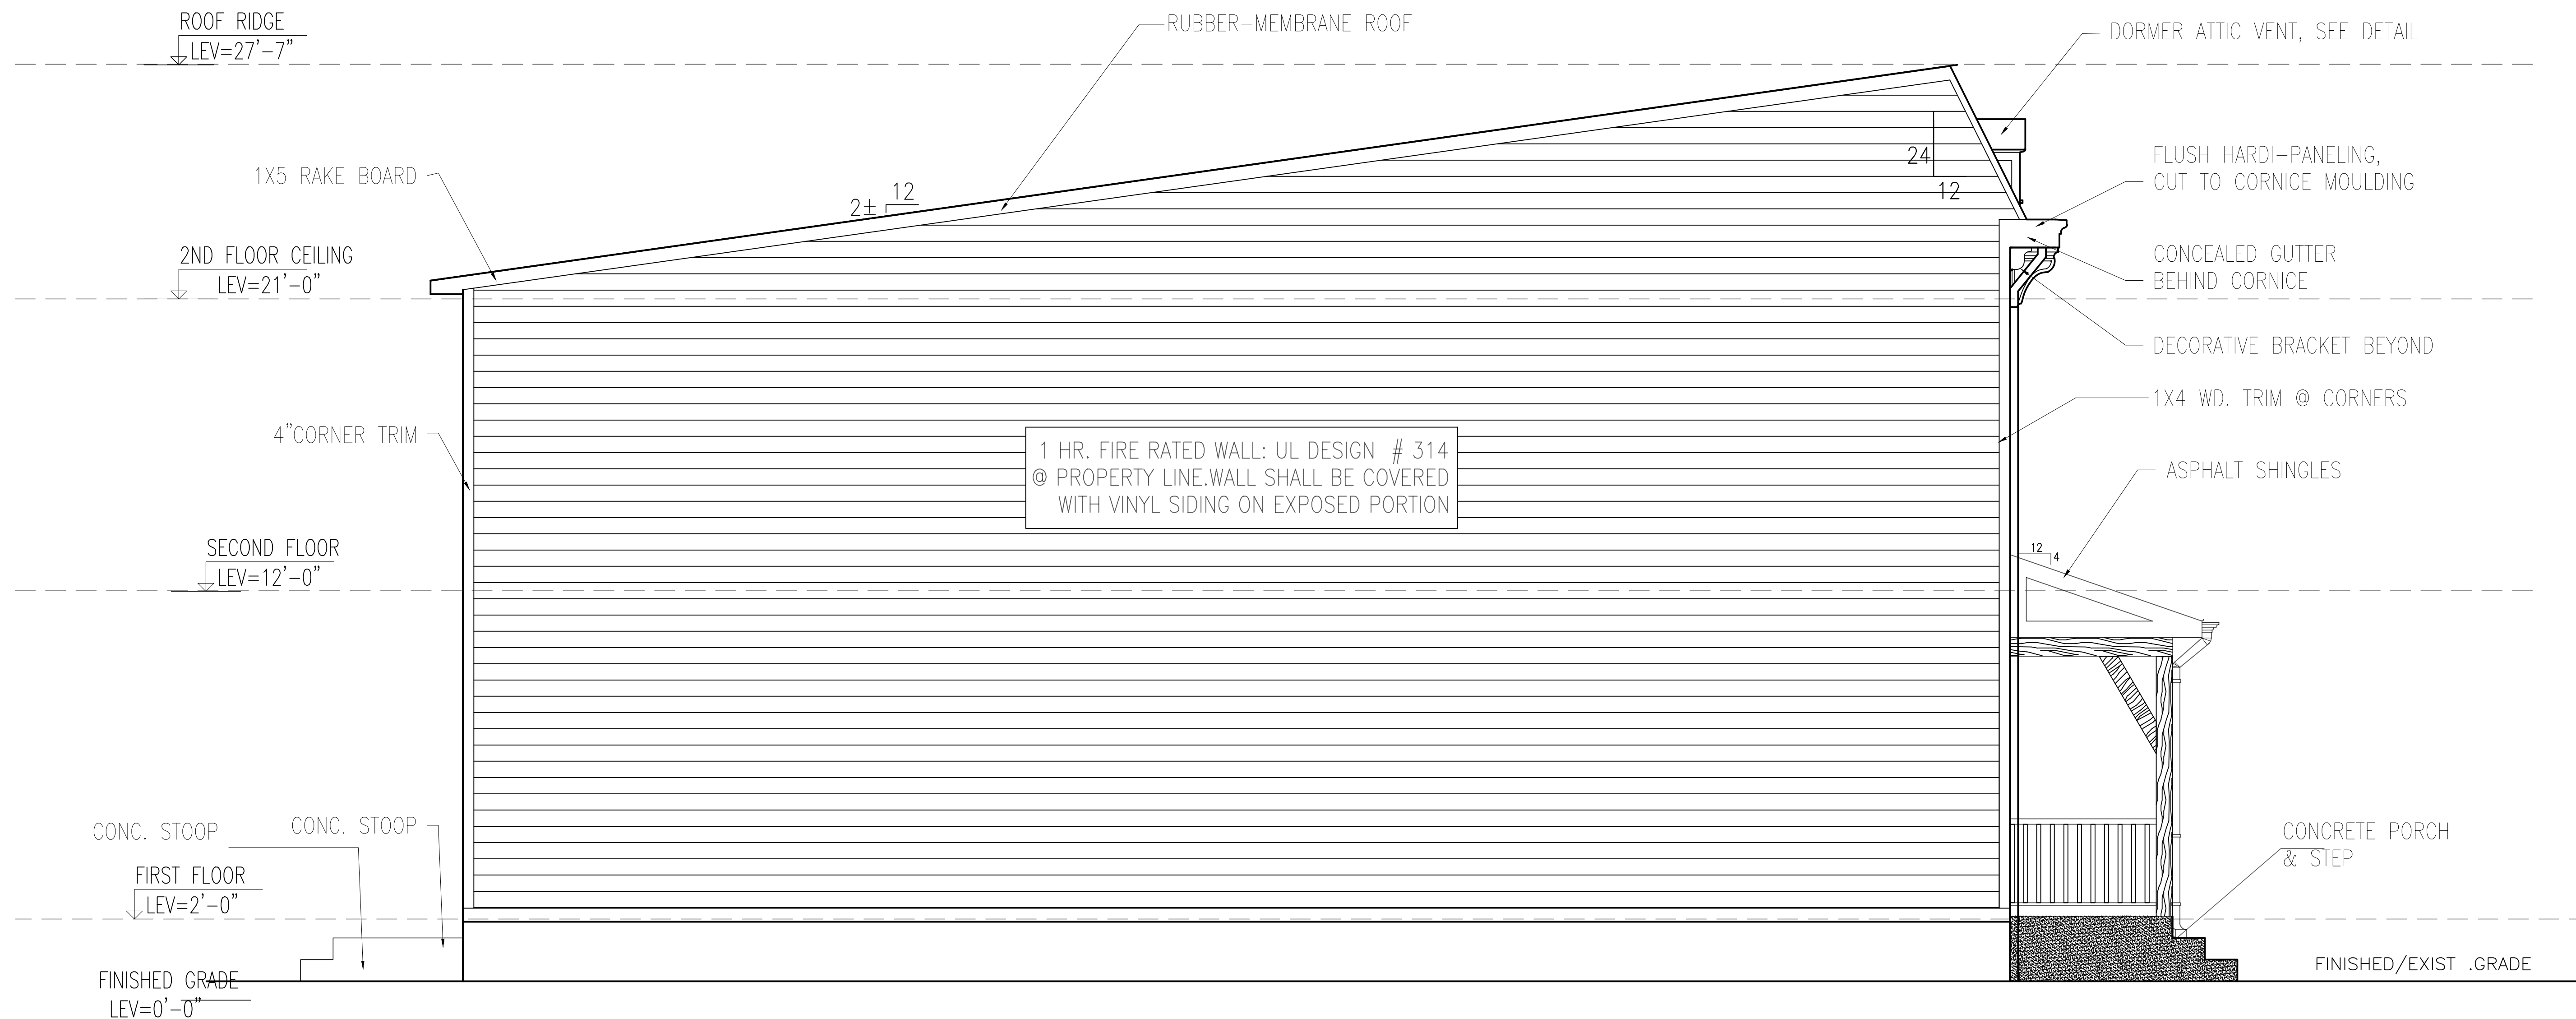 ROOF RIDGE
LEV=27'-7"
RUBBER-MEMBRANE ROOF
DORMER ATTIC VENT, SEE DETAIL
1X5 RAKE BOARD
2±
12
24
12
FLUSH HARDI-PANELING,
CUT TO CORNICE MOULDING
2ND FLOOR CEILING
LEV=21'-0"
CONCEALED GUTTER
BEHIND CORNICE
DECORATIVE BRACKET BEYOND
1X4 WD. TRIM @ CORNERS
4"CORNER TRIM
1 HR. FIRE RATED WALL: UL DESIGN # 314
@ PROPERTY LINE.WALL SHALL BE COVERED
WITH VINYL SIDING ON EXPOSED PORTION
ASPHALT SHINGLES
SECOND FLOOR
LEV=12'-0"
12
4
CONC. STOOP
CONC. STOOP
CONCRETE PORCH
& STEP
FIRST FLOOR
LEV=2'-0"
FINISHED GRADE
LEV=0'-0"
FINISHED/EXIST .GRADE